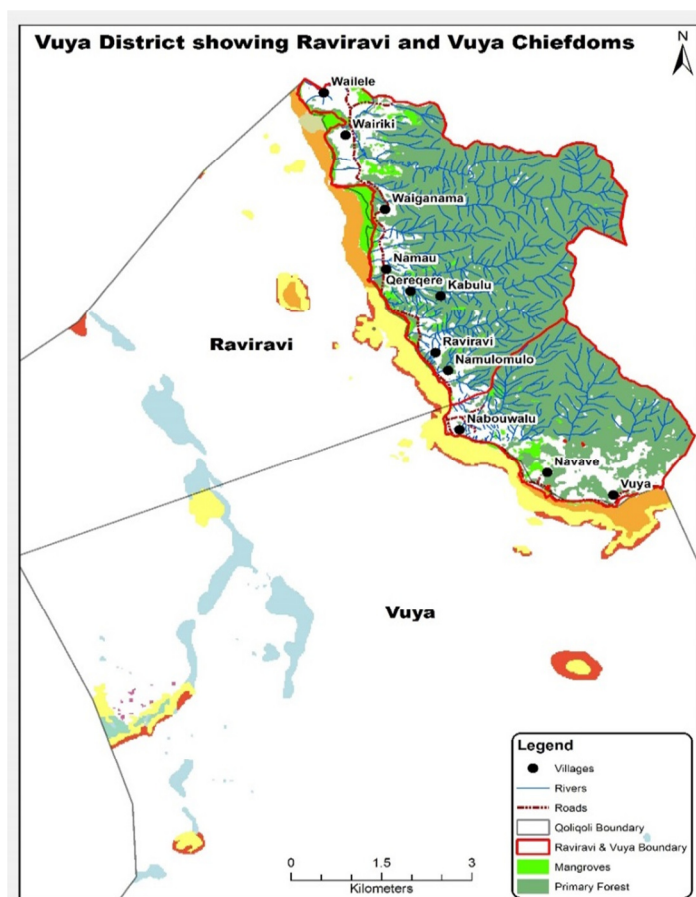 Vuya District showing Raviravi and Vuya Chiefdoms
N
Wailele
Wairiki
Waiganama
Namau
Qereqere
Kabulu
Raviravi
Raviravi
Namulomulo
Nabouwalu
Navave
Vuya
Vuya
Legend
Villages
Rivers
Roads
Qoliqoli Boundary
Raviravi & Vuya Boundary
Mangroves
Primary Forest
0 1.5 3
Kilometers